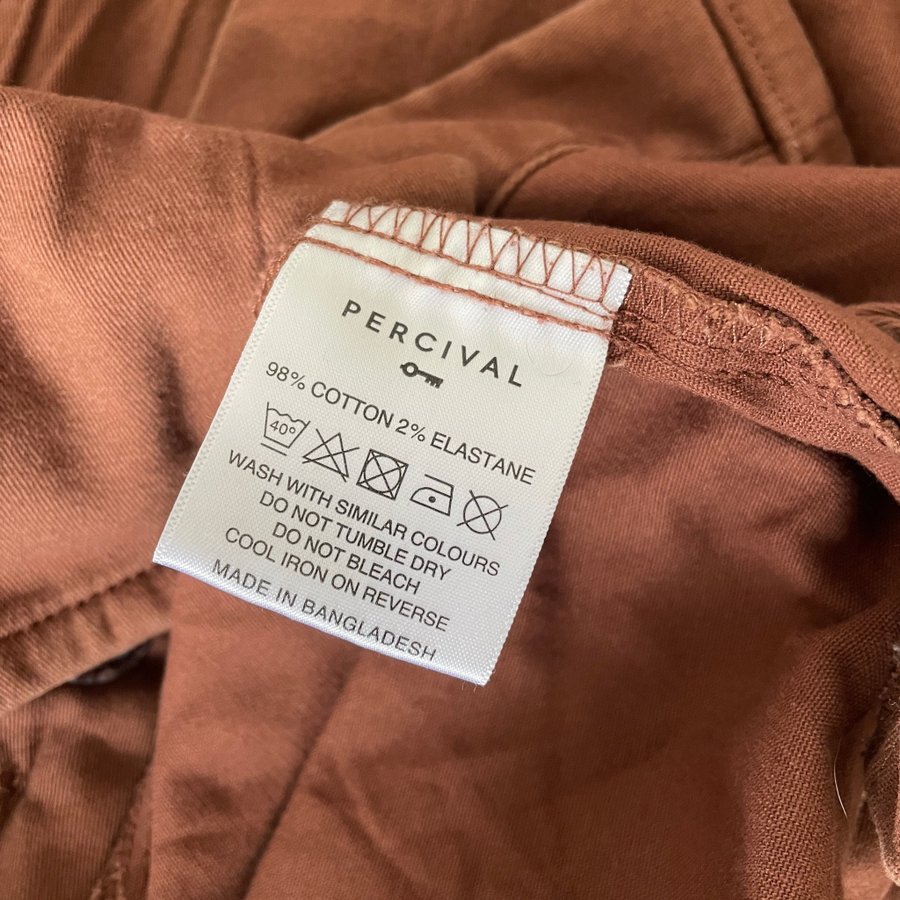 PERCIVAL
98% COTTON 2% ELASTANE
40°
WASH WITH SIMILAR COLOURS
DO NOT TUMBLE DRY
DO NOT BLEACH
COOL IRON ON REVERSE
MADE IN BANGLADESH